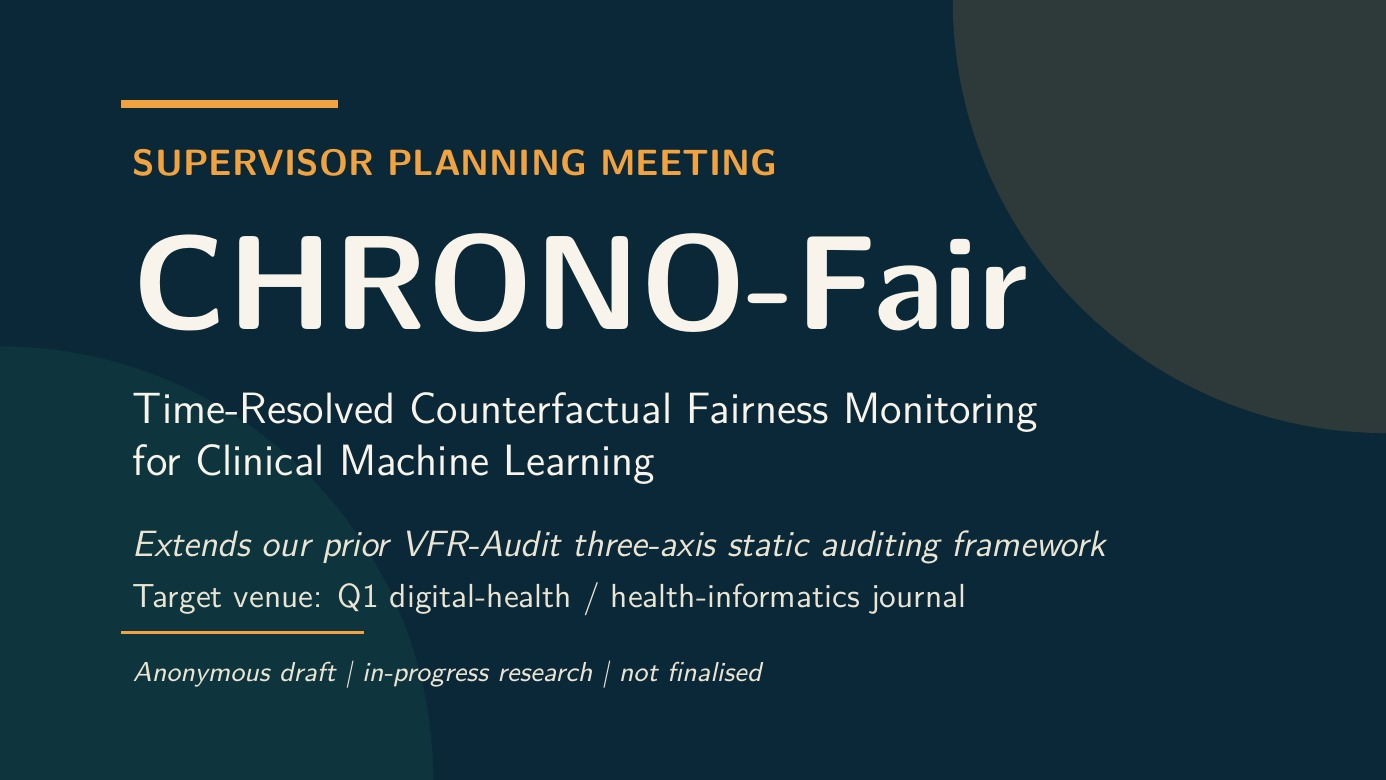 SUPERVISOR PLANNING MEETING
CHRONO-Fair
Time-Resolved Counterfactual Fairness Monitoring
for Clinical Machine Learning
Extends our prior VFR-Audit three-axis static auditing framework
Target venue: Q1 digital-health / health-informatics journal
Anonymous draft | in-progress research | not finalised